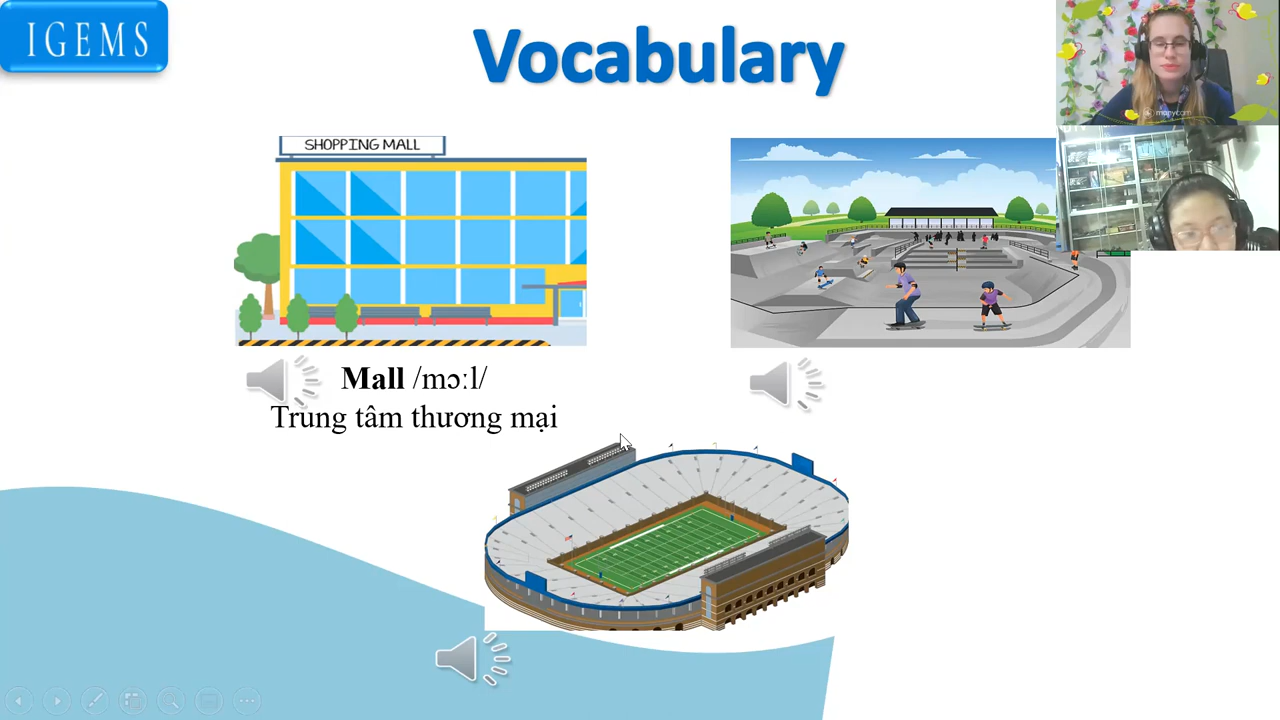 IGEMS
Vocabulary
SHOPPING MALL
Mall /mɔːl/
Trung tâm thương mại